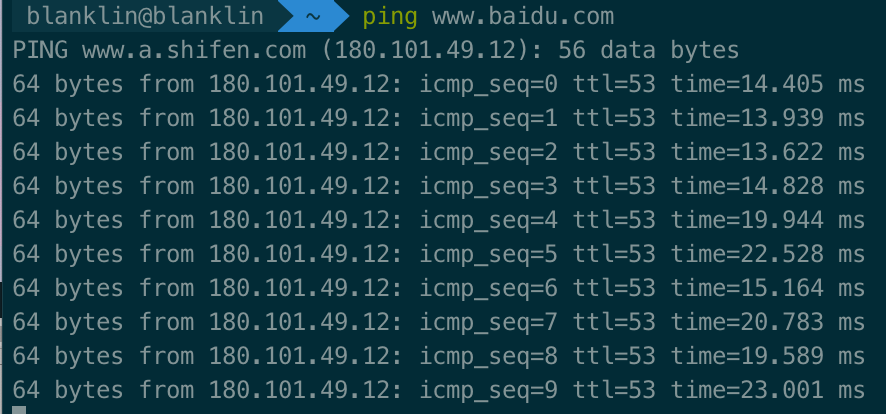 blanklin@blanklin ~ ping www.baidu.com
PING www.a.shifen.com (180.101.49.12): 56 data bytes
64 bytes from 180.101.49.12: icmp_seq=0 ttl=53 time=14.405 ms
64 bytes from 180.101.49.12: icmp_seq=1 ttl=53 time=13.939 ms
64 bytes from 180.101.49.12: icmp_seq=2 ttl=53 time=13.622 ms
64 bytes from 180.101.49.12: icmp_seq=3 ttl=53 time=14.828 ms
64 bytes from 180.101.49.12: icmp_seq=4 ttl=53 time=19.944 ms
64 bytes from 180.101.49.12: icmp_seq=5 ttl=53 time=22.528 ms
64 bytes from 180.101.49.12: icmp_seq=6 ttl=53 time=15.164 ms
64 bytes from 180.101.49.12: icmp_seq=7 ttl=53 time=20.783 ms
64 bytes from 180.101.49.12: icmp_seq=8 ttl=53 time=19.589 ms
64 bytes from 180.101.49.12: icmp_seq=9 ttl=53 time=23.001 ms